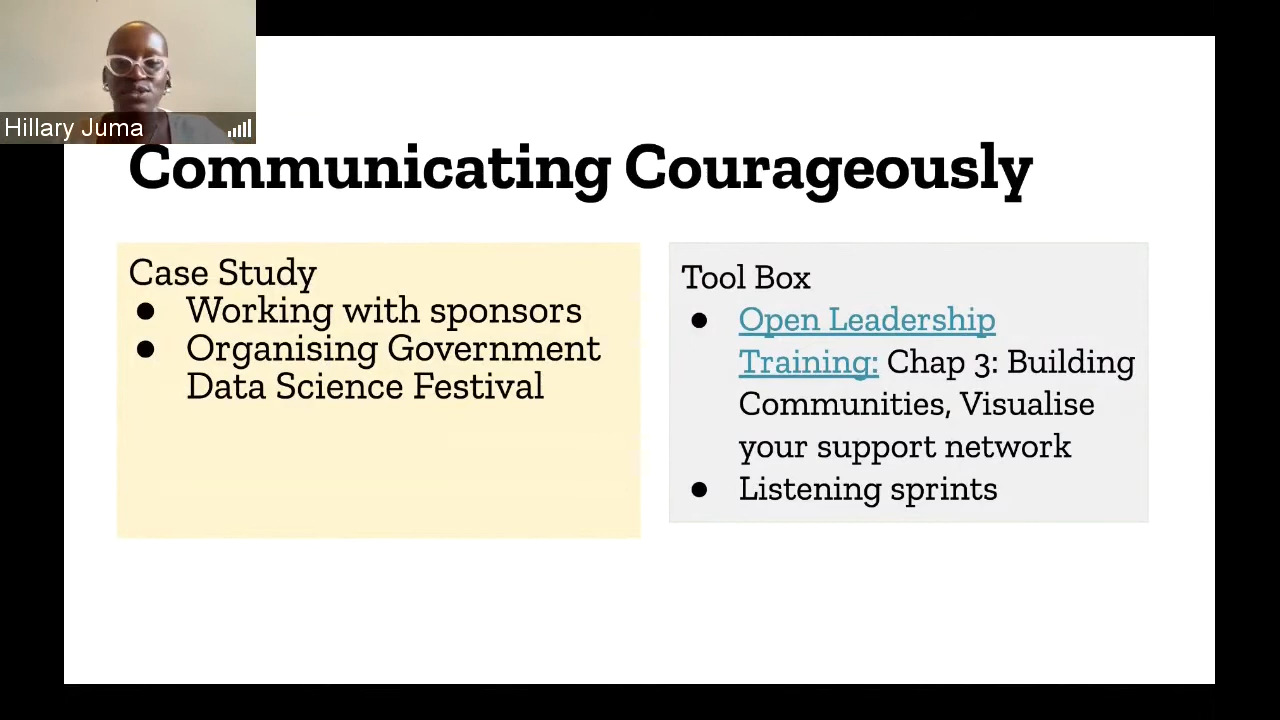 Hillary Juma
Communicating Courageously
Case Study
● Working with sponsors
● Organising Government
Data Science Festival
Tool Box
● Open Leadership
Training: Chap 3: Building
Communities, Visualise
your support network
● Listening sprints